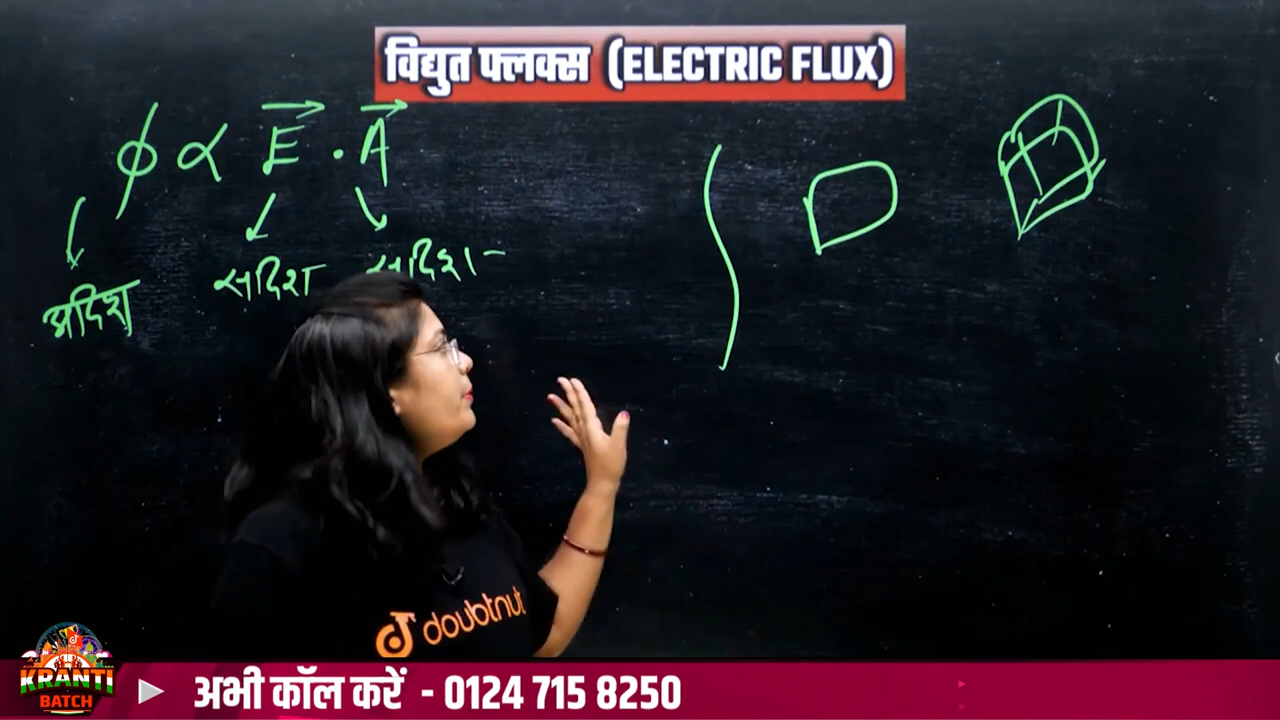 विद्युत फ्लक्स (ELECTRIC FLUX)
ϕ ∝ E⃗ . A⃗
अदिश सदिश सदिश
doubtnut
KRANTI
BATCH
अभी कॉल करें - 0124 715 8250